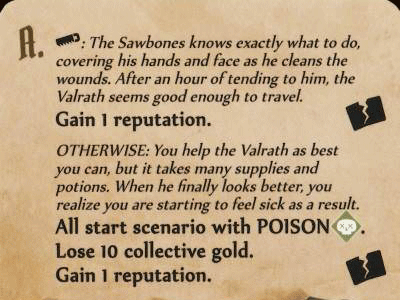 A.
: The Sawbones knows exactly what to do,
covering his hands and face as he cleans the
wounds. After an hour of tending to him, the
Valrath seems good enough to travel.
Gain 1 reputation.
OTHERWISE: You help the Valrath as best
you can, but it takes many supplies and
potions. When he finally looks better, you
realize you are starting to feel sick as a result.
All start scenario with POISON .
Lose 10 collective gold.
Gain 1 reputation.